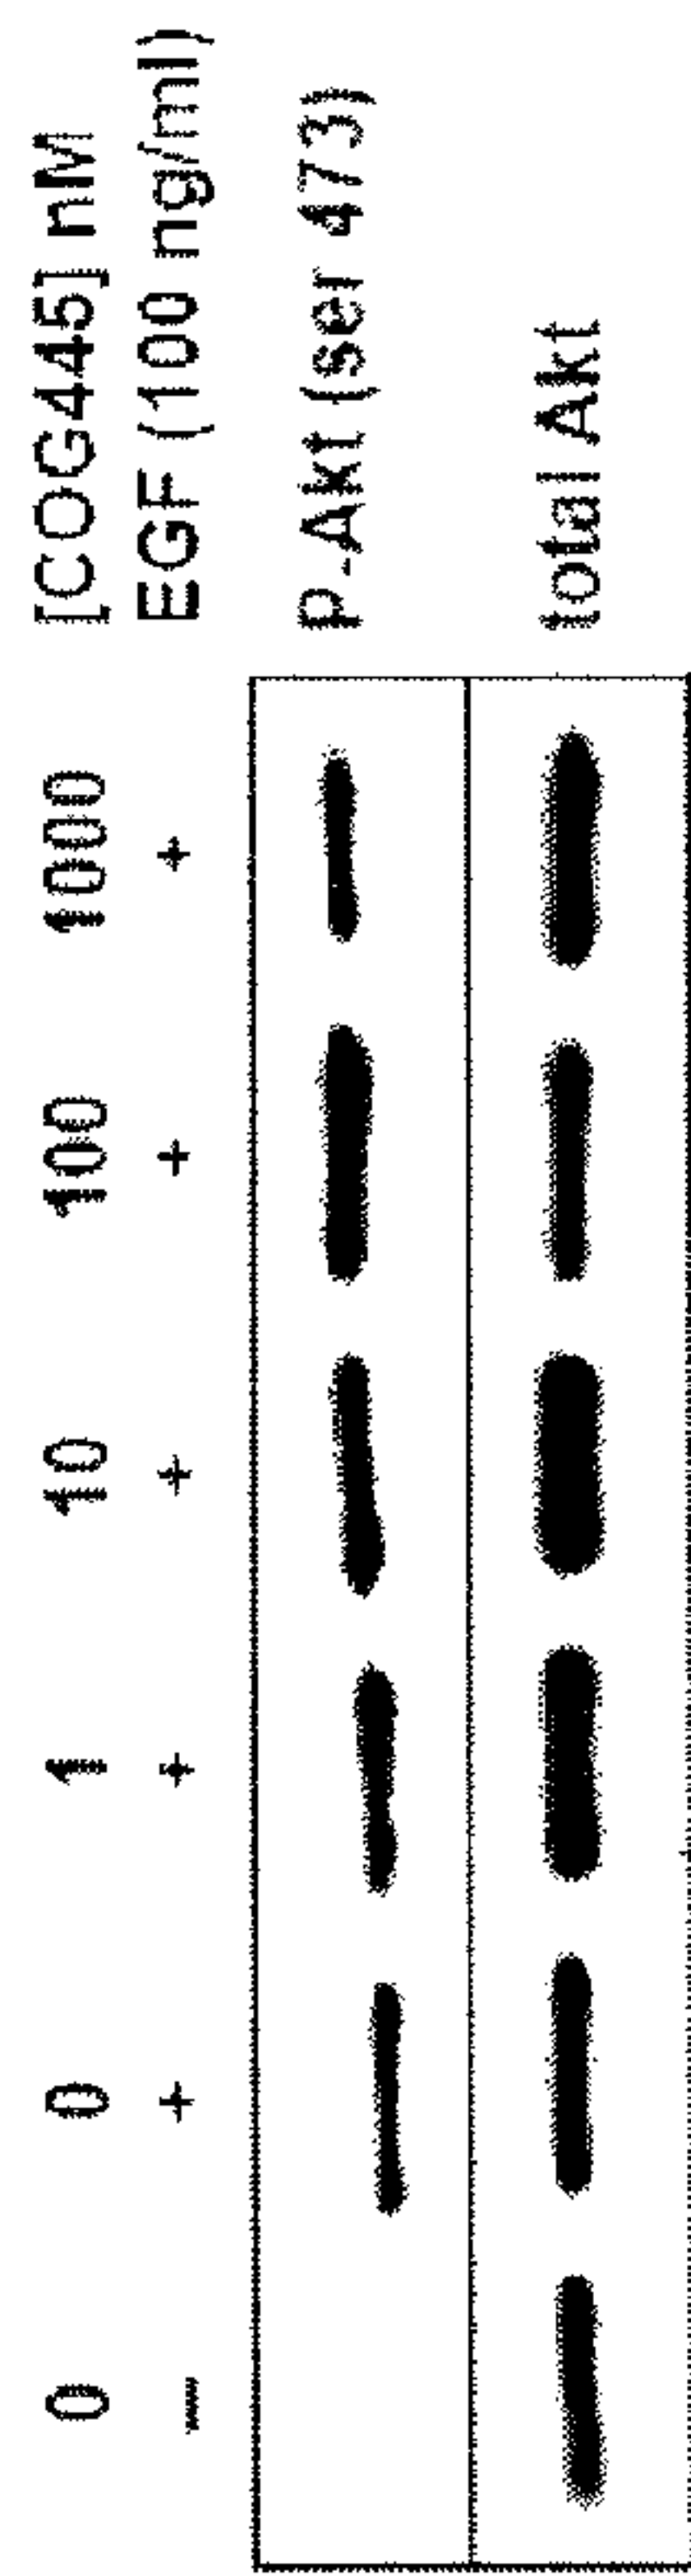 0 0 1 10 100 1000 [COG445] nM
– + + + + + EGF (100 ng/ml)
P-Akt (ser 473)
total Akt